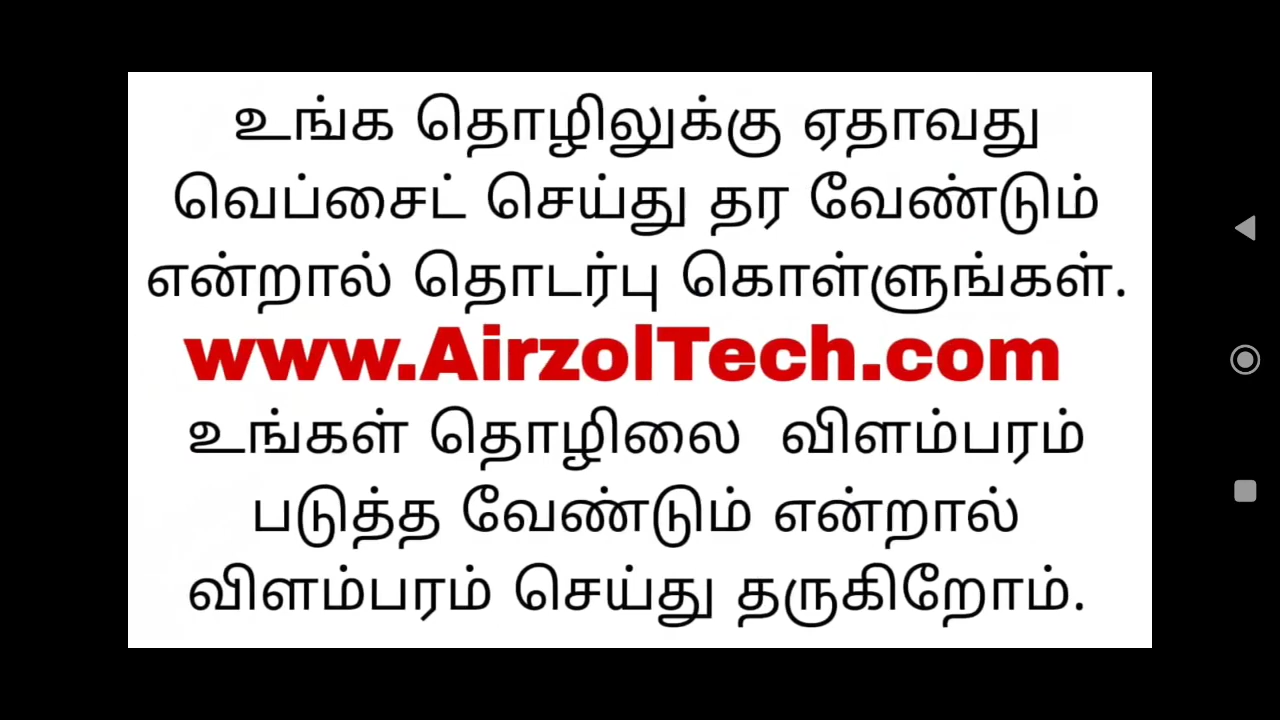 உங்க தொழிலுக்கு ஏதாவது
வெப்சைட் செய்து தர வேண்டும்
என்றால் தொடர்பு கொள்ளுங்கள்.
www.AirzolTech.com
உங்கள் தொழிலை விளம்பரம்
படுத்த வேண்டும் என்றால்
விளம்பரம் செய்து தருகிறோம்.